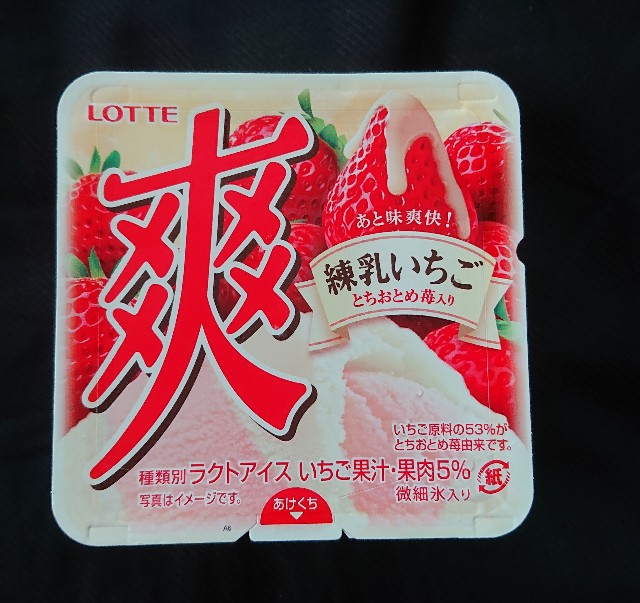 LOTTE
爽
あと味爽快!
練乳いちご
とちおとめ苺入り
いちご原料の53%が
とちおとめ苺由来です。
種類別ラクトアイス いちご果汁・果肉5%
写真はイメージです。
微細氷入り
紙
あけくち
A6